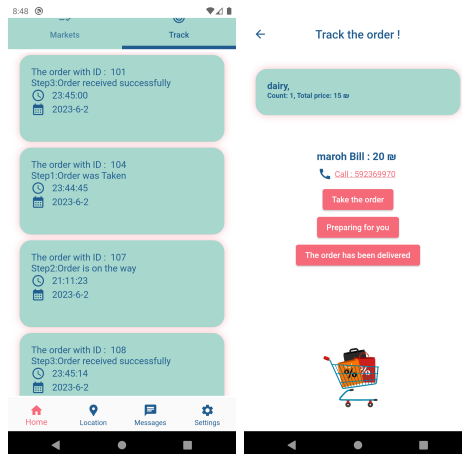 8:48
Markets
Track
The order with ID : 101
Step3:Order received successfully
23:45:00
2023-6-2
The order with ID : 104
Step1:Order was Taken
23:44:45
2023-6-2
The order with ID : 107
Step2:Order is on the way
21:11:23
2023-6-2
The order with ID : 108
Step3:Order received successfully
23:45:14
2023-6-2
Home
Location
Messages
Settings
Track the order !
dairy,
Count: 1, Total price: 15 ₪
maroh Bill : 20 ₪
Call : 592369970
Take the order
Preparing for you
The order has been delivered
% %